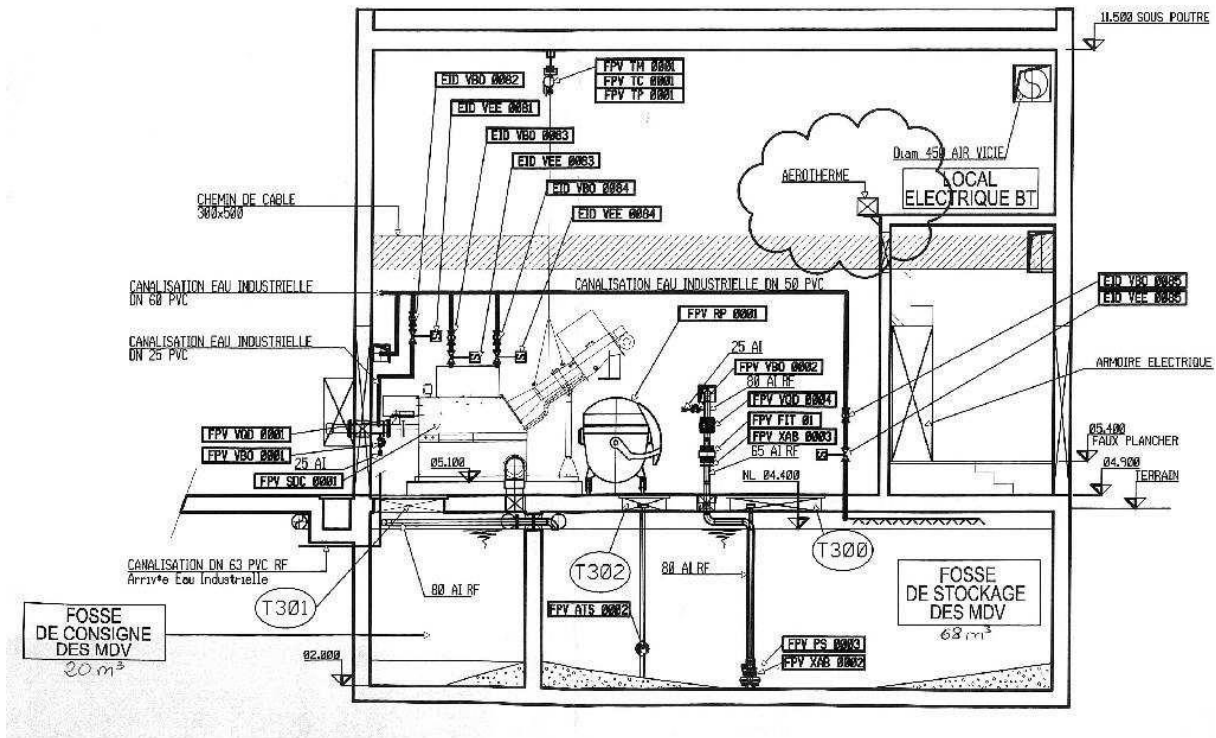 11.500 SOUS POUTRE
FPV TM 0001
FPV TC 0001
FPV TP 0001
EID VBO 0082
EID VEE 0081
EID VBO 0083
EID VEE 0083
EID VBO 0084
EID VEE 0084
Diam 450 AIR VICIE
AEROTHERME
LOCAL
ELECTRIQUE BT
CHEMIN DE CABLE
300x500
CANALISATION EAU INDUSTRIELLE
DN 60 PVC
CANALISATION EAU INDUSTRIELLE DN 50 PVC
EID VBO 0085
EID VEE 0085
CANALISATION EAU INDUSTRIELLE
DN 25 PVC
FPV RP 0001
25 AI
FPV VBO 0002
80 AI RF
FPV VQD 0004
FPV FIT 01
FPV XAB 0003
65 AI RF
ARMOIRE ELECTRIQUE
FPV VQD 0001
FPV VBO 0001
25 AI
FPV SDC 0001
05.100
NL 04.400
05.400
FAUX PLANCHER
04.900
TERRAIN
CANALISATION DN 63 PVC RF
Arrivée Eau Industrielle
T301
80 AI RF
T302
80 AI RF
T300
FOSSE
DE STOCKAGE
DES MDV
68 m³
FPV ATS 0002
FPV PS 0003
FPV XAB 0002
FOSSE
DE CONSIGNE
DES MDV
20 m³
02.000